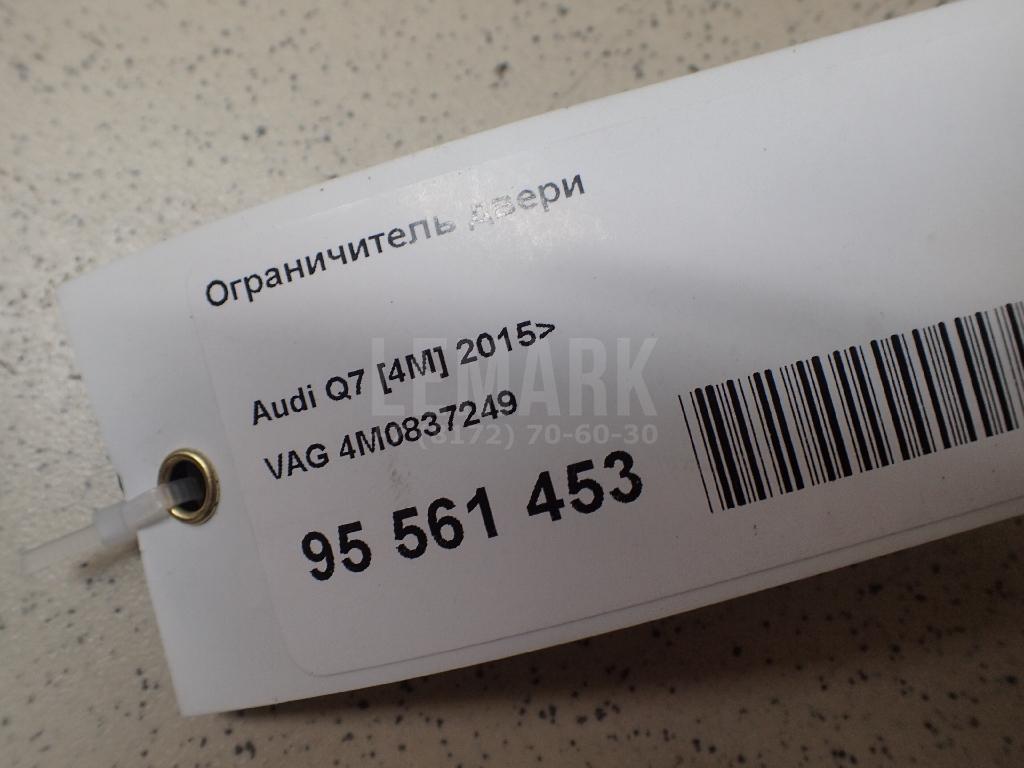 Ограничитель двери
Audi Q7 [4M] 2015>
VAG 4M0837249
95 561 453
LEMARK
(8172) 70-60-30